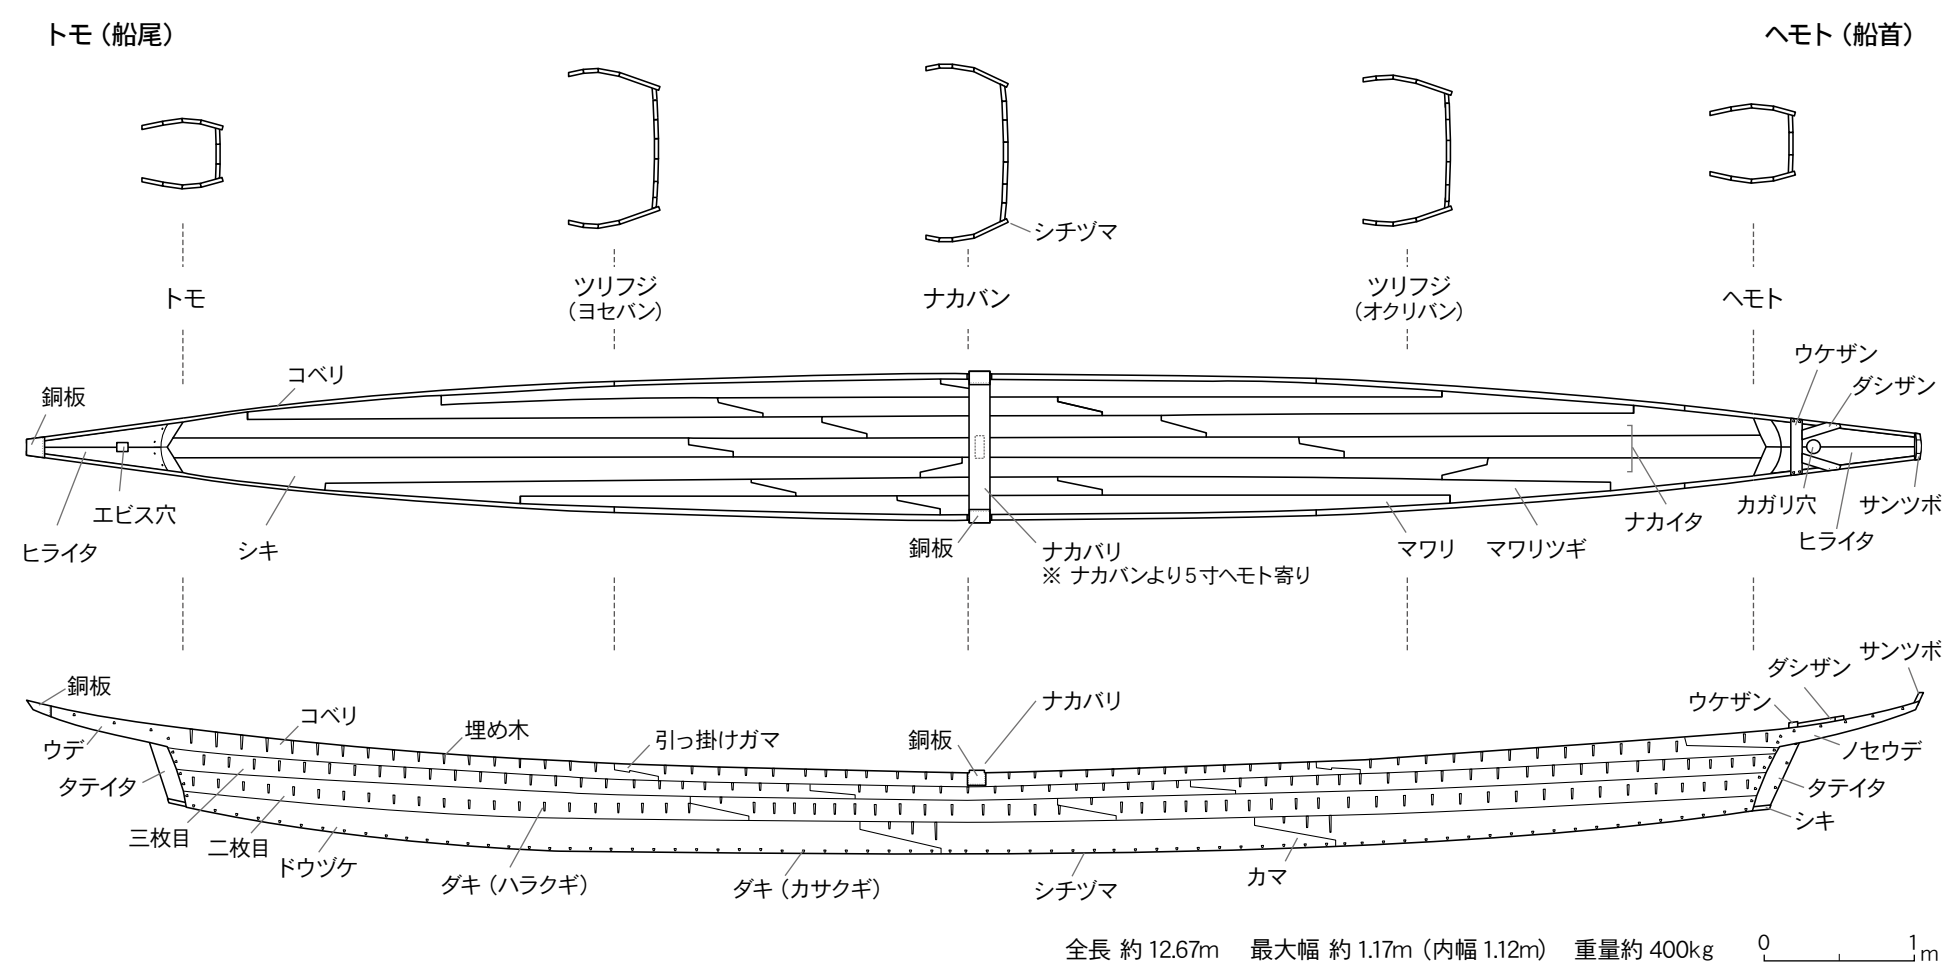 トモ（船尾）
ヘモト（船首）
シチヅマ
トモ
ツリフジ
（ヨセバン）
ナカバン
ツリフジ
（オクリバン）
ヘモト
銅板
コベリ
ウケザン
ダシザン
ヒライタ
エビス穴
シキ
銅板
ナカバリ
※ ナカバンより5寸ヘモト寄り
マワリ
マワリツギ
ナカイタ
カガリ穴
ヒライタ
サンツボ
銅板
ウデ
タテイタ
コベリ
埋め木
引っ掛けガマ
銅板
ナカバリ
ウケザン
ダシザン
サンツボ
ノセウデ
タテイタ
シキ
三枚目
二枚目
ドウヅケ
ダキ（ハラクギ）
ダキ（カサクギ）
シチヅマ
カマ
全長 約 12.67m 最大幅 約 1.17m（内幅 1.12m） 重量約 400kg
0 1 m